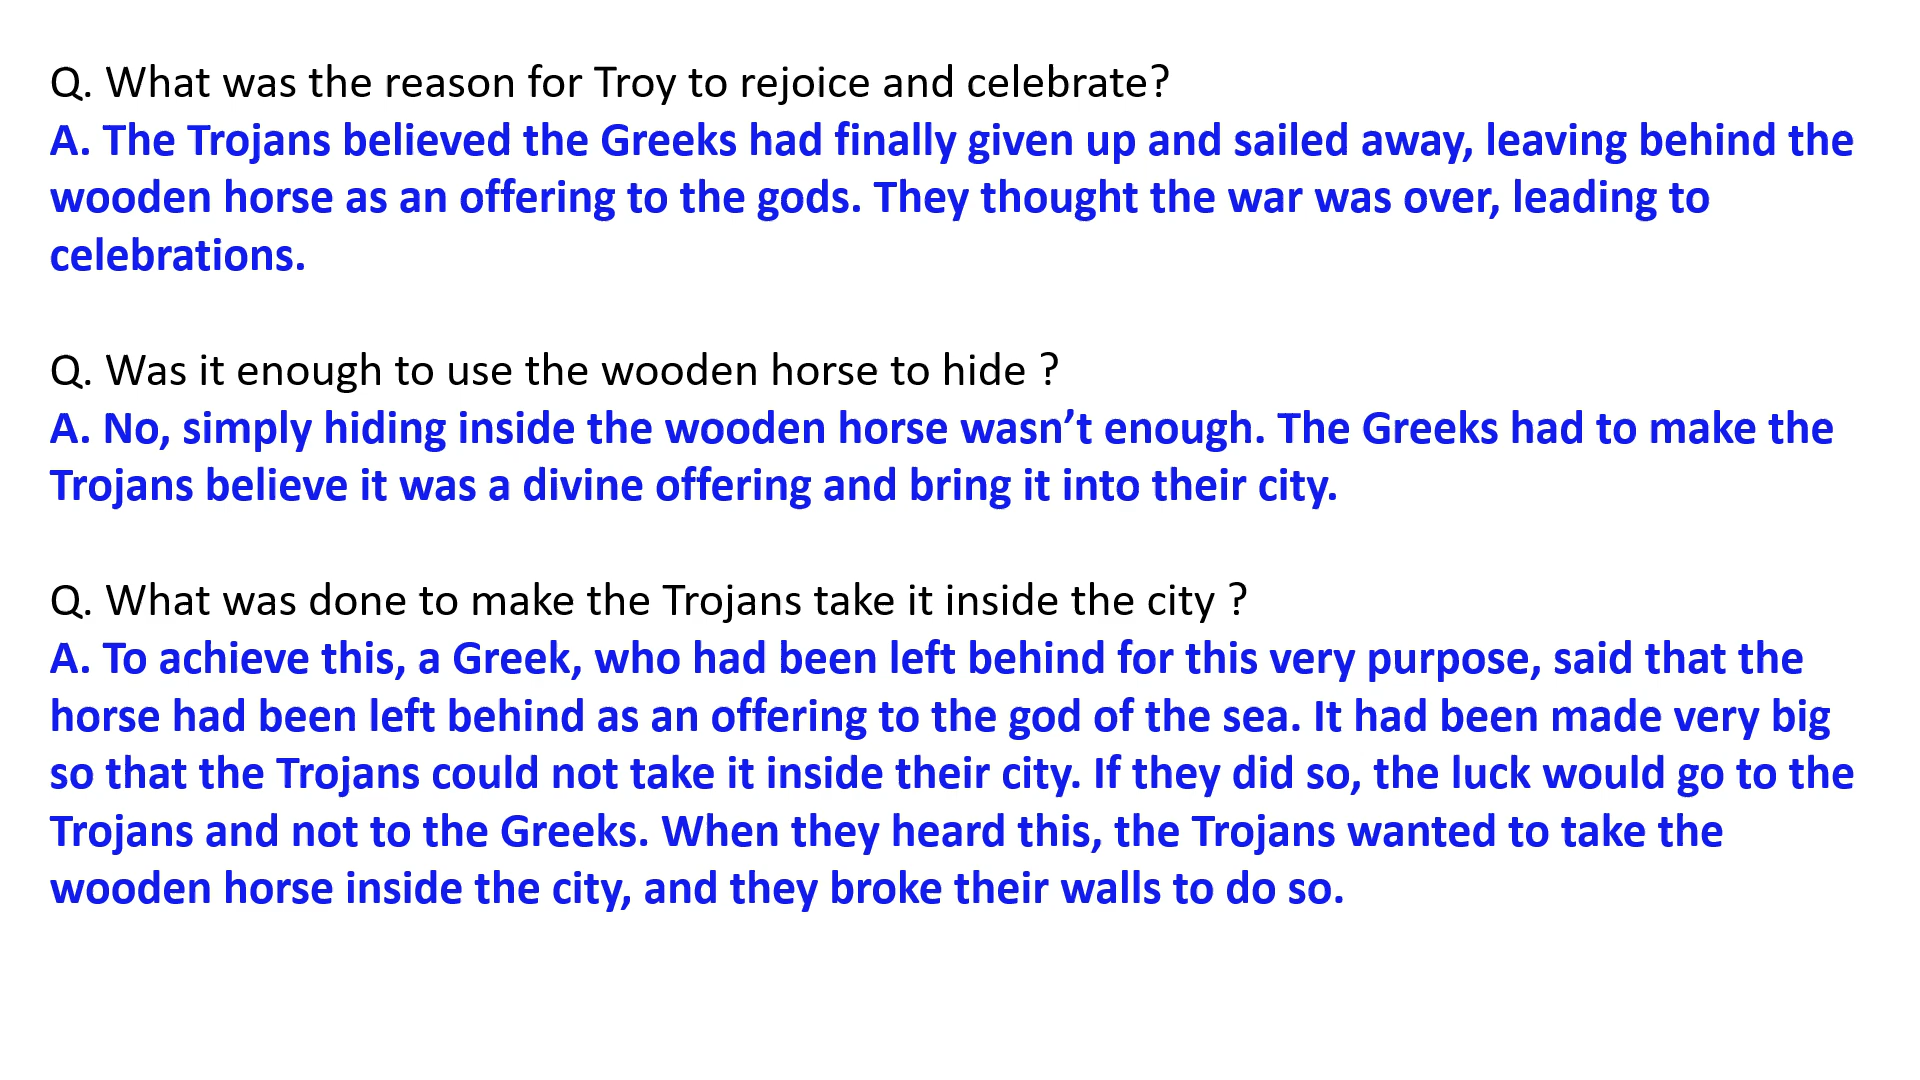 Q. What was the reason for Troy to rejoice and celebrate?
A. The Trojans believed the Greeks had finally given up and sailed away, leaving behind the
wooden horse as an offering to the gods. They thought the war was over, leading to
celebrations.
Q. Was it enough to use the wooden horse to hide ?
A. No, simply hiding inside the wooden horse wasn’t enough. The Greeks had to make the
Trojans believe it was a divine offering and bring it into their city.
Q. What was done to make the Trojans take it inside the city ?
A. To achieve this, a Greek, who had been left behind for this very purpose, said that the
horse had been left behind as an offering to the god of the sea. It had been made very big
so that the Trojans could not take it inside their city. If they did so, the luck would go to the
Trojans and not to the Greeks. When they heard this, the Trojans wanted to take the
wooden horse inside the city, and they broke their walls to do so.